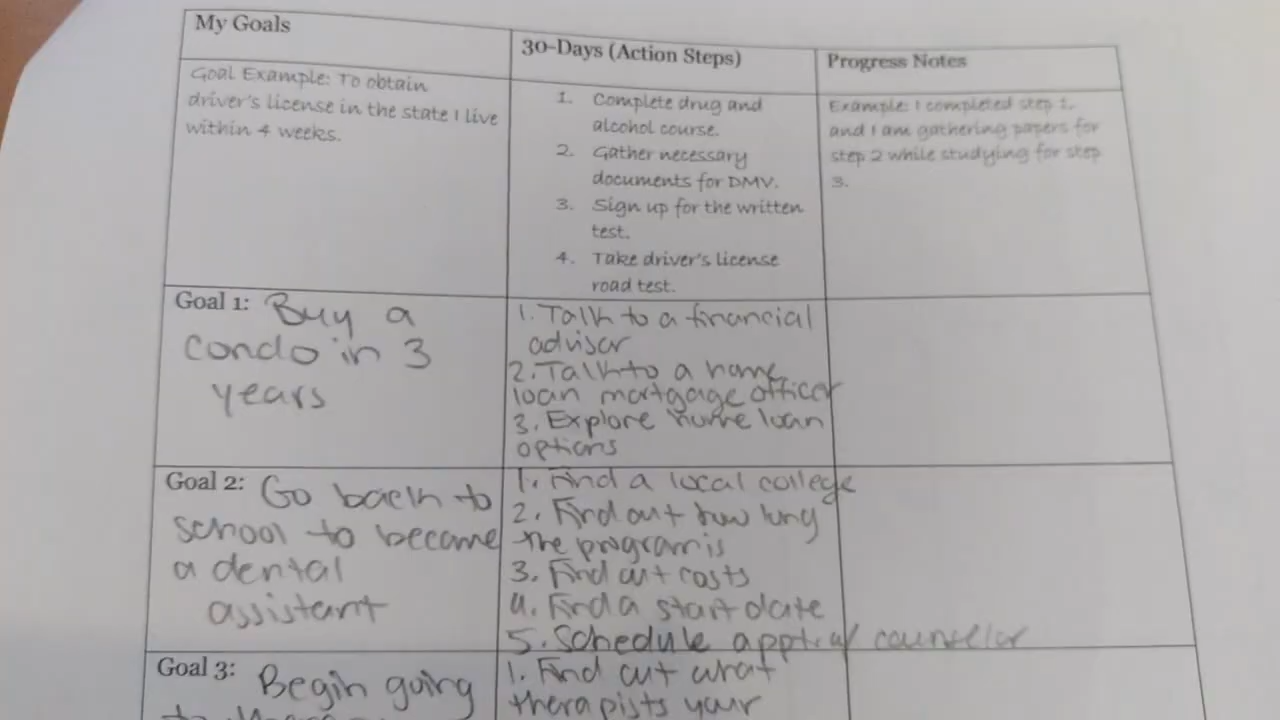 My Goals
30-Days (Action Steps)
Progress Notes
Goal Example: To obtain
driver's license in the state I live
within 4 weeks.
1. Complete drug and
alcohol course.
2. Gather necessary
documents for DMV.
3. Sign up for the written
test.
4. Take driver's license
road test.
Example: I completed step 1,
and I am gathering papers for
step 2 while studying for step
3.
Goal 1: Buy a
condo in 3
years
1. Talk to a financial
advisor
2. Talk to a home
loan mortgage officer
3. Explore home loan
options
Goal 2: Go back to
school to become
a dental
assistant
1. Find a local college
2. Find out how long
the program is
3. Find out costs
4. Find a start date
5. Schedule appt w/ counselor
Goal 3: Begin going
to
1. Find out what
therapists your